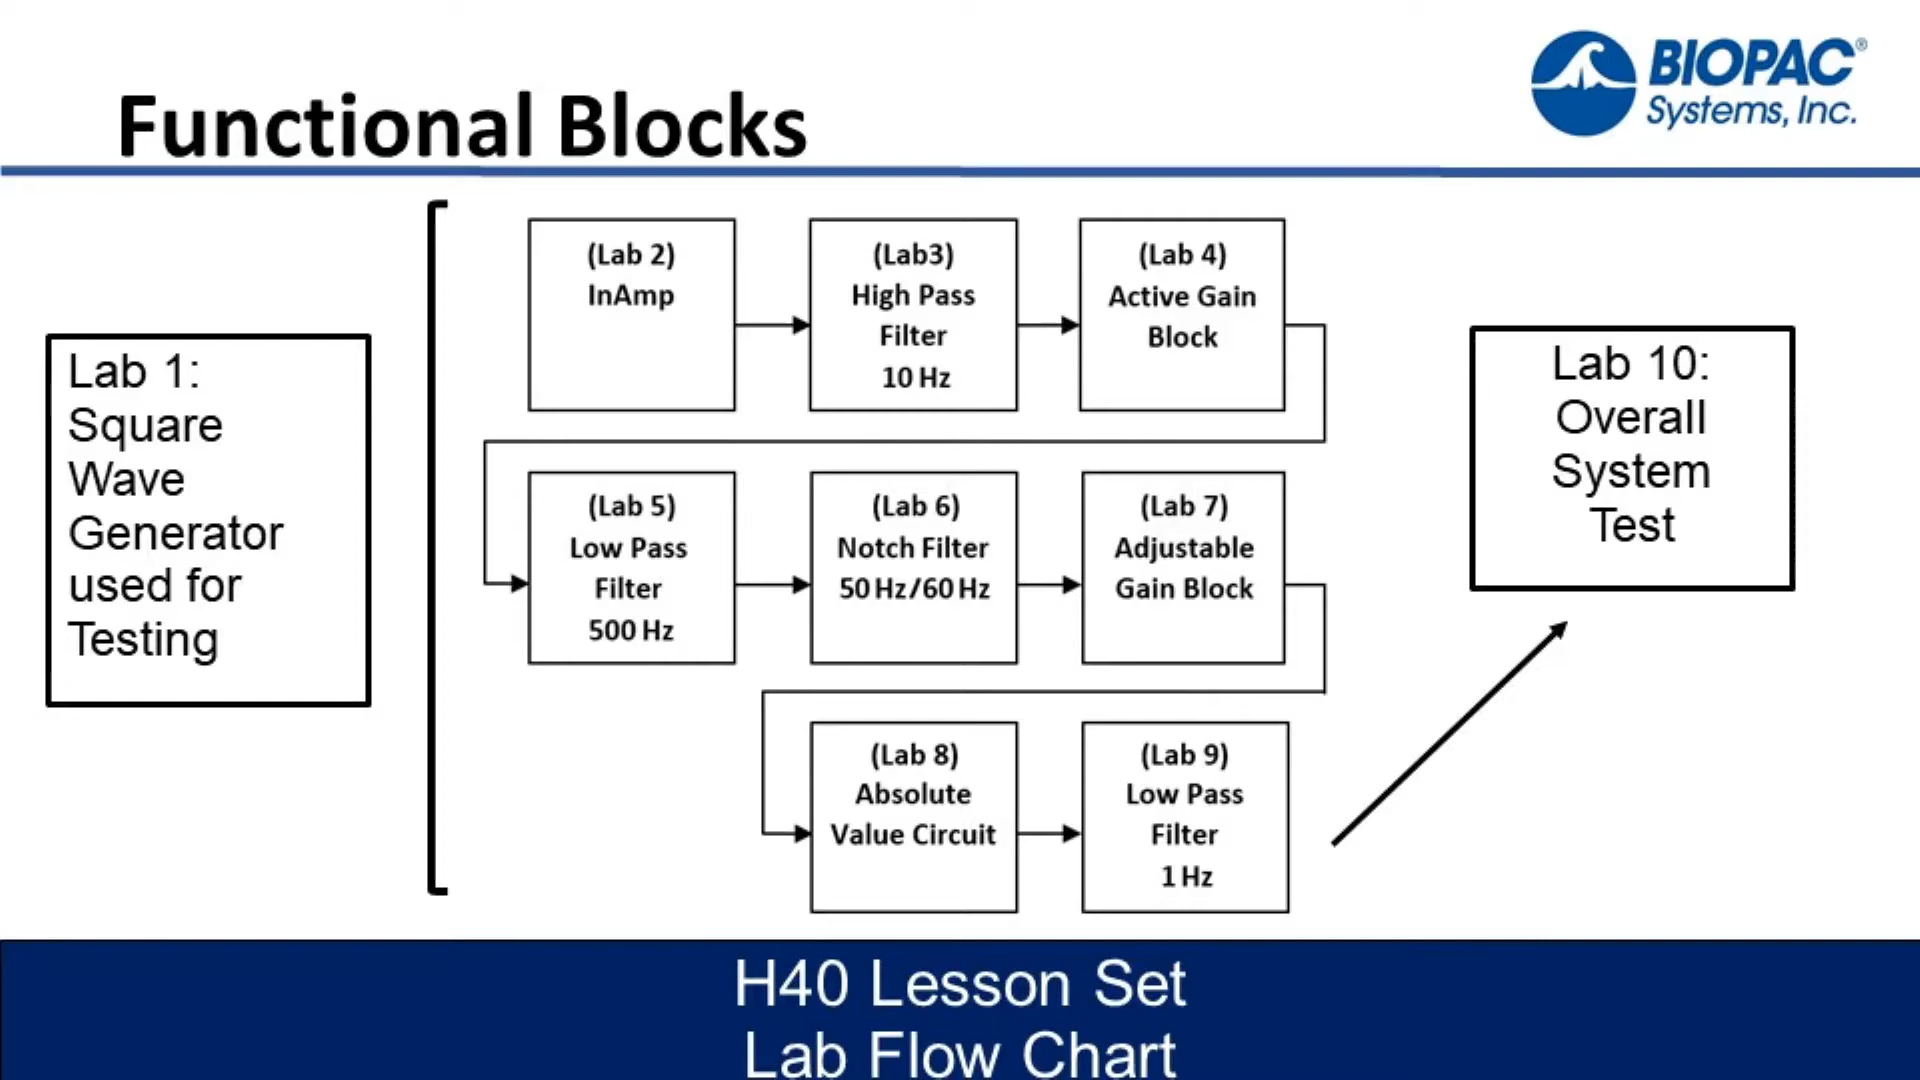 BIOPAC®
Systems, Inc.
Functional Blocks
Lab 1:
Square
Wave
Generator
used for
Testing
(Lab 2)
InAmp
(Lab3)
High Pass
Filter
10 Hz
(Lab 4)
Active Gain
Block
(Lab 5)
Low Pass
Filter
500 Hz
(Lab 6)
Notch Filter
50 Hz/60 Hz
(Lab 7)
Adjustable
Gain Block
(Lab 8)
Absolute
Value Circuit
(Lab 9)
Low Pass
Filter
1 Hz
Lab 10:
Overall
System
Test
H40 Lesson Set
Lab Flow Chart